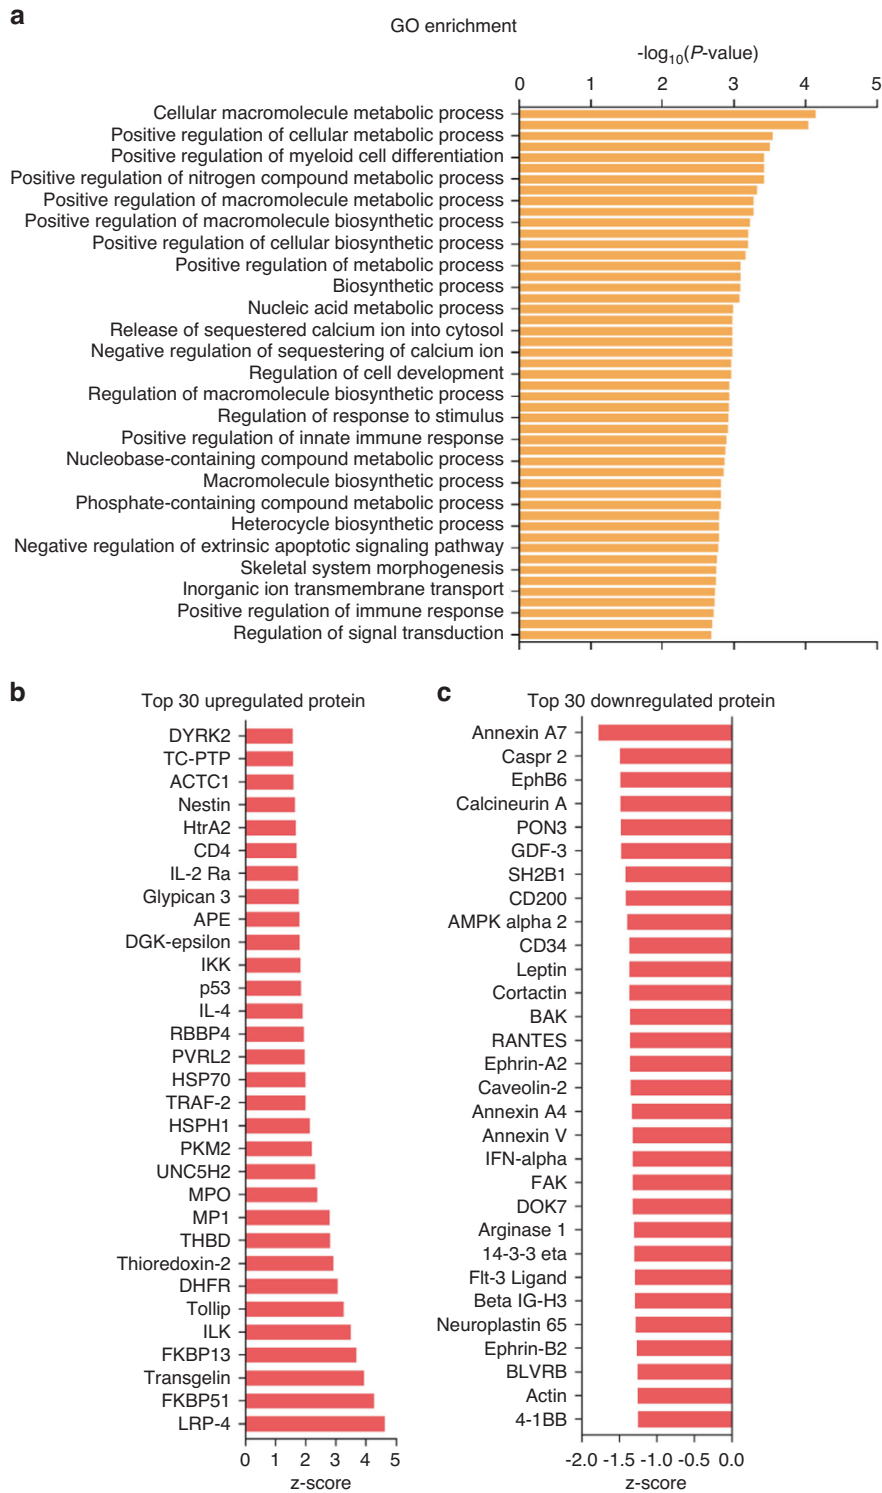 a
GO enrichment
-log10(P-value)
0 1 2 3 4 5
Cellular macromolecule metabolic process
Positive regulation of cellular metabolic process
Positive regulation of myeloid cell differentiation
Positive regulation of nitrogen compound metabolic process
Positive regulation of macromolecule metabolic process
Positive regulation of macromolecule biosynthetic process
Positive regulation of cellular biosynthetic process
Positive regulation of metabolic process
Biosynthetic process
Nucleic acid metabolic process
Release of sequestered calcium ion into cytosol
Negative regulation of sequestering of calcium ion
Regulation of cell development
Regulation of macromolecule biosynthetic process
Regulation of response to stimulus
Positive regulation of innate immune response
Nucleobase-containing compound metabolic process
Macromolecule biosynthetic process
Phosphate-containing compound metabolic process
Heterocycle biosynthetic process
Negative regulation of extrinsic apoptotic signaling pathway
Skeletal system morphogenesis
Inorganic ion transmembrane transport
Positive regulation of immune response
Regulation of signal transduction
b
Top 30 upregulated protein
DYRK2
TC-PTP
ACTC1
Nestin
HtrA2
CD4
IL-2 Ra
Glypican 3
APE
DGK-epsilon
IKK
p53
IL-4
RBBP4
PVRL2
HSP70
TRAF-2
HSPH1
PKM2
UNC5H2
MPO
MP1
THBD
Thioredoxin-2
DHFR
Tollip
ILK
FKBP13
Transgelin
FKBP51
LRP-4
0 1 2 3 4 5
z-score
c
Top 30 downregulated protein
Annexin A7
Caspr 2
EphB6
Calcineurin A
PON3
GDF-3
SH2B1
CD200
AMPK alpha 2
CD34
Leptin
Cortactin
BAK
RANTES
Ephrin-A2
Caveolin-2
Annexin A4
Annexin V
IFN-alpha
FAK
DOK7
Arginase 1
14-3-3 eta
Flt-3 Ligand
Beta IG-H3
Neuroplastin 65
Ephrin-B2
BLVRB
Actin
4-1BB
-2.0 -1.5 -1.0 -0.5 0.0
z-score